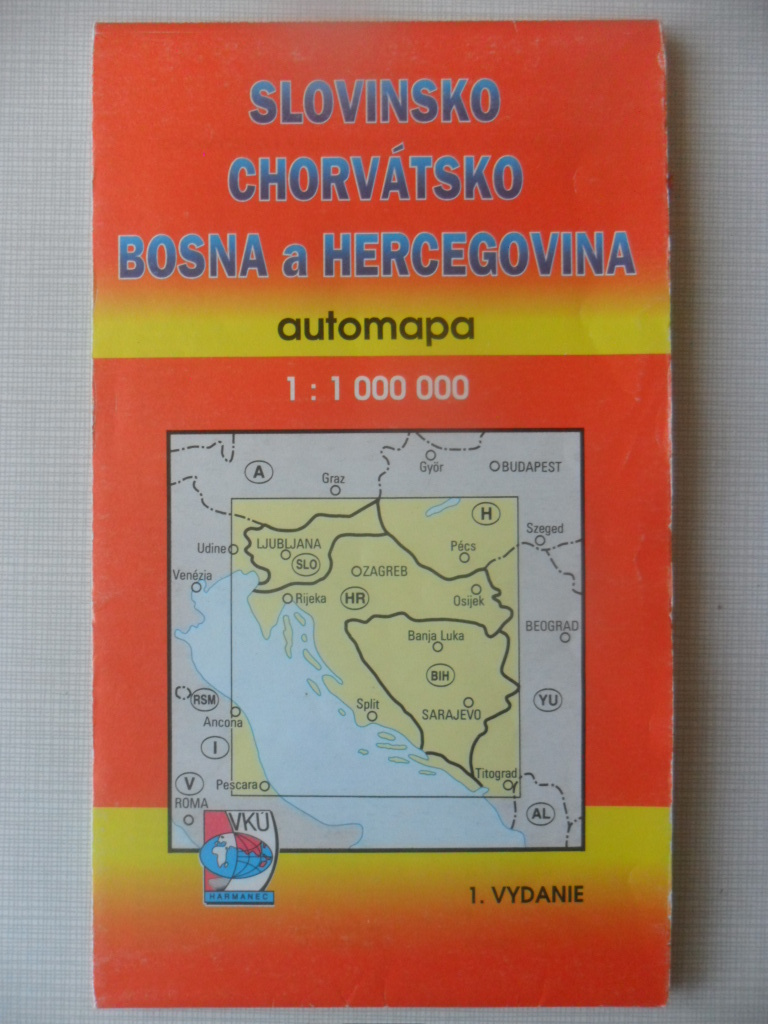 SLOVINSKO
CHORVÁTSKO
BOSNA a HERCEGOVINA
automapa
1 : 1 000 000
A
Graz
Györ
BUDAPEST
H
Szeged
Udine
LJUBLJANA
SLO
Pécs
Venézia
ZAGREB
Rijeka
HR
Osijek
BEOGRAD
Banja Luka
BIH
RSM
Ancona
Split
SARAJEVO
YU
I
V
Pescara
Titograd
ROMA
AL
VKÚ
HARMANEC
1. VYDANIE